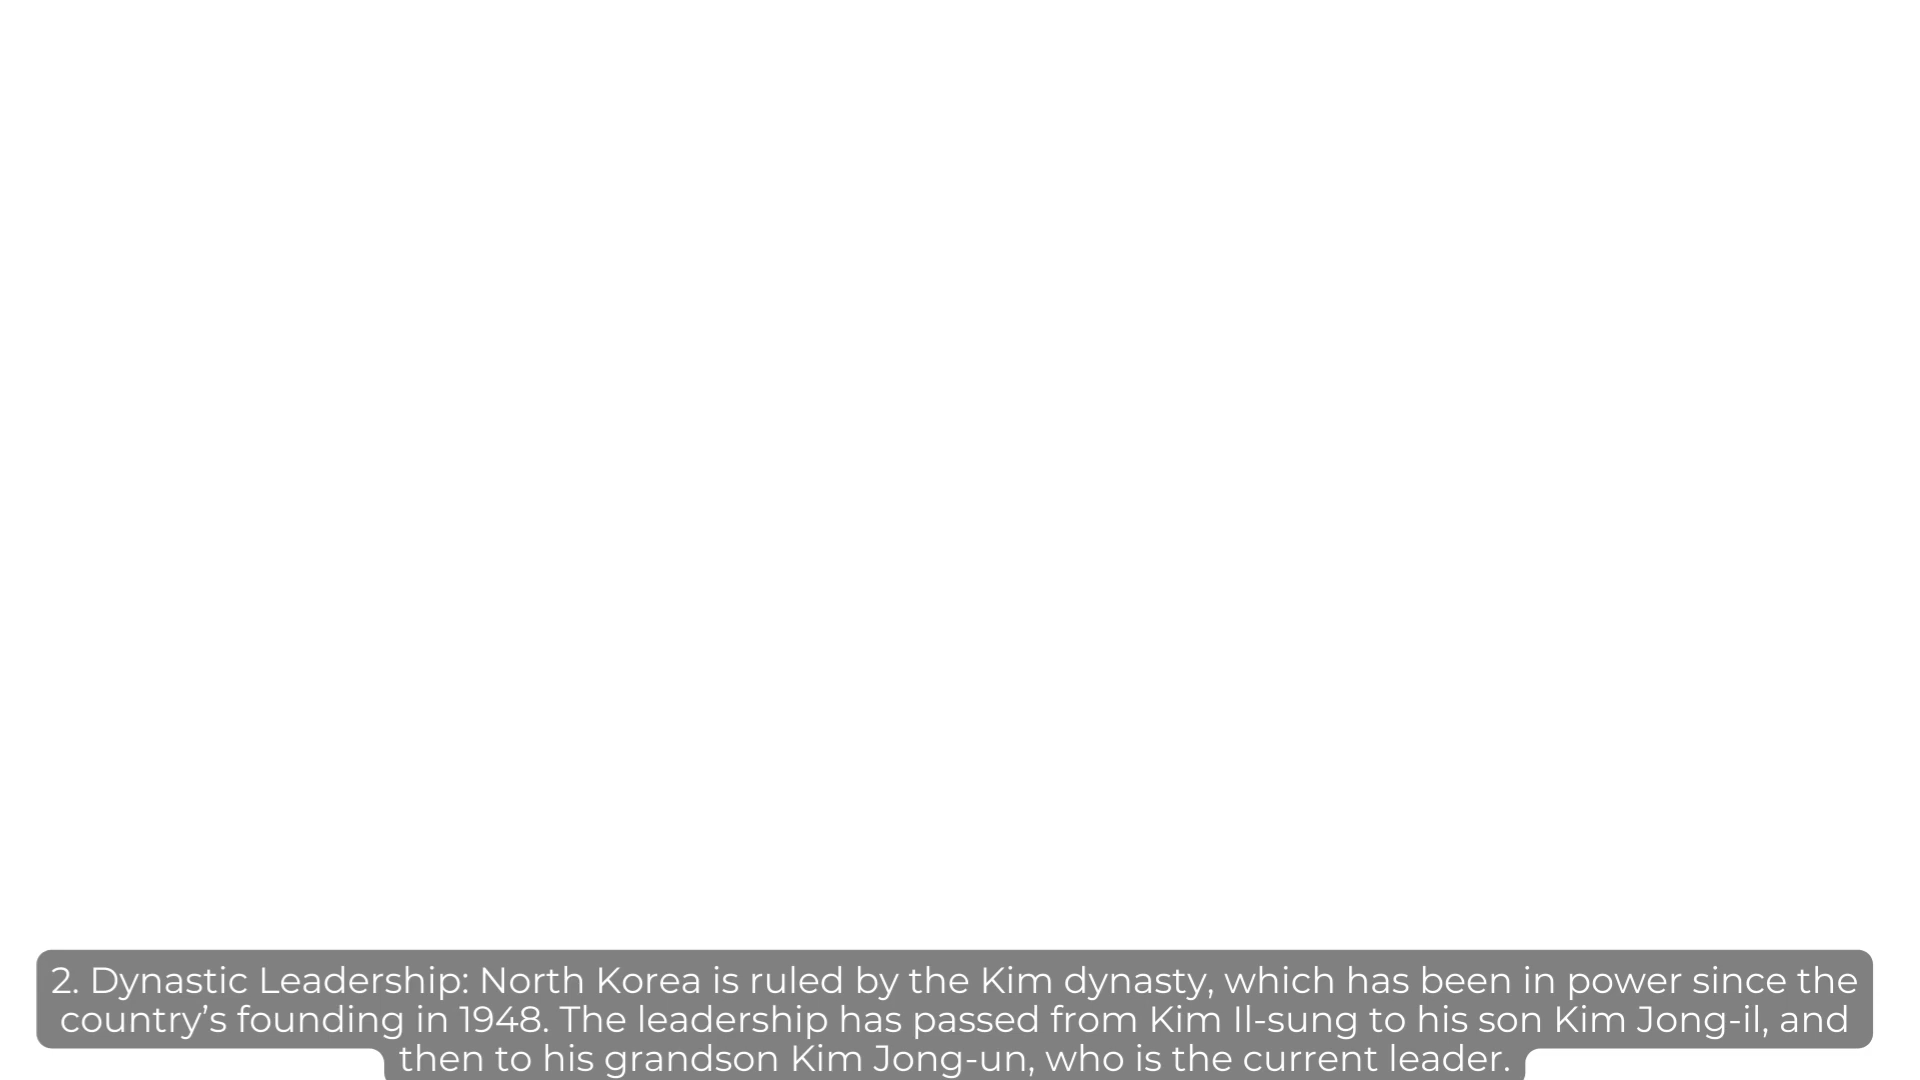 2. Dynastic Leadership: North Korea is ruled by the Kim dynasty, which has been in power since the
country’s founding in 1948. The leadership has passed from Kim Il-sung to his son Kim Jong-il, and
then to his grandson Kim Jong-un, who is the current leader.